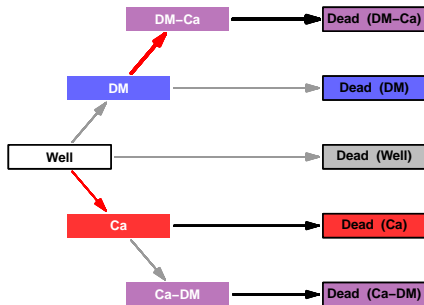 DM−Ca Dead (DM−Ca)
DM Dead (DM)
Well Dead (Well)
Ca Dead (Ca)
Ca−DM Dead (Ca−DM)